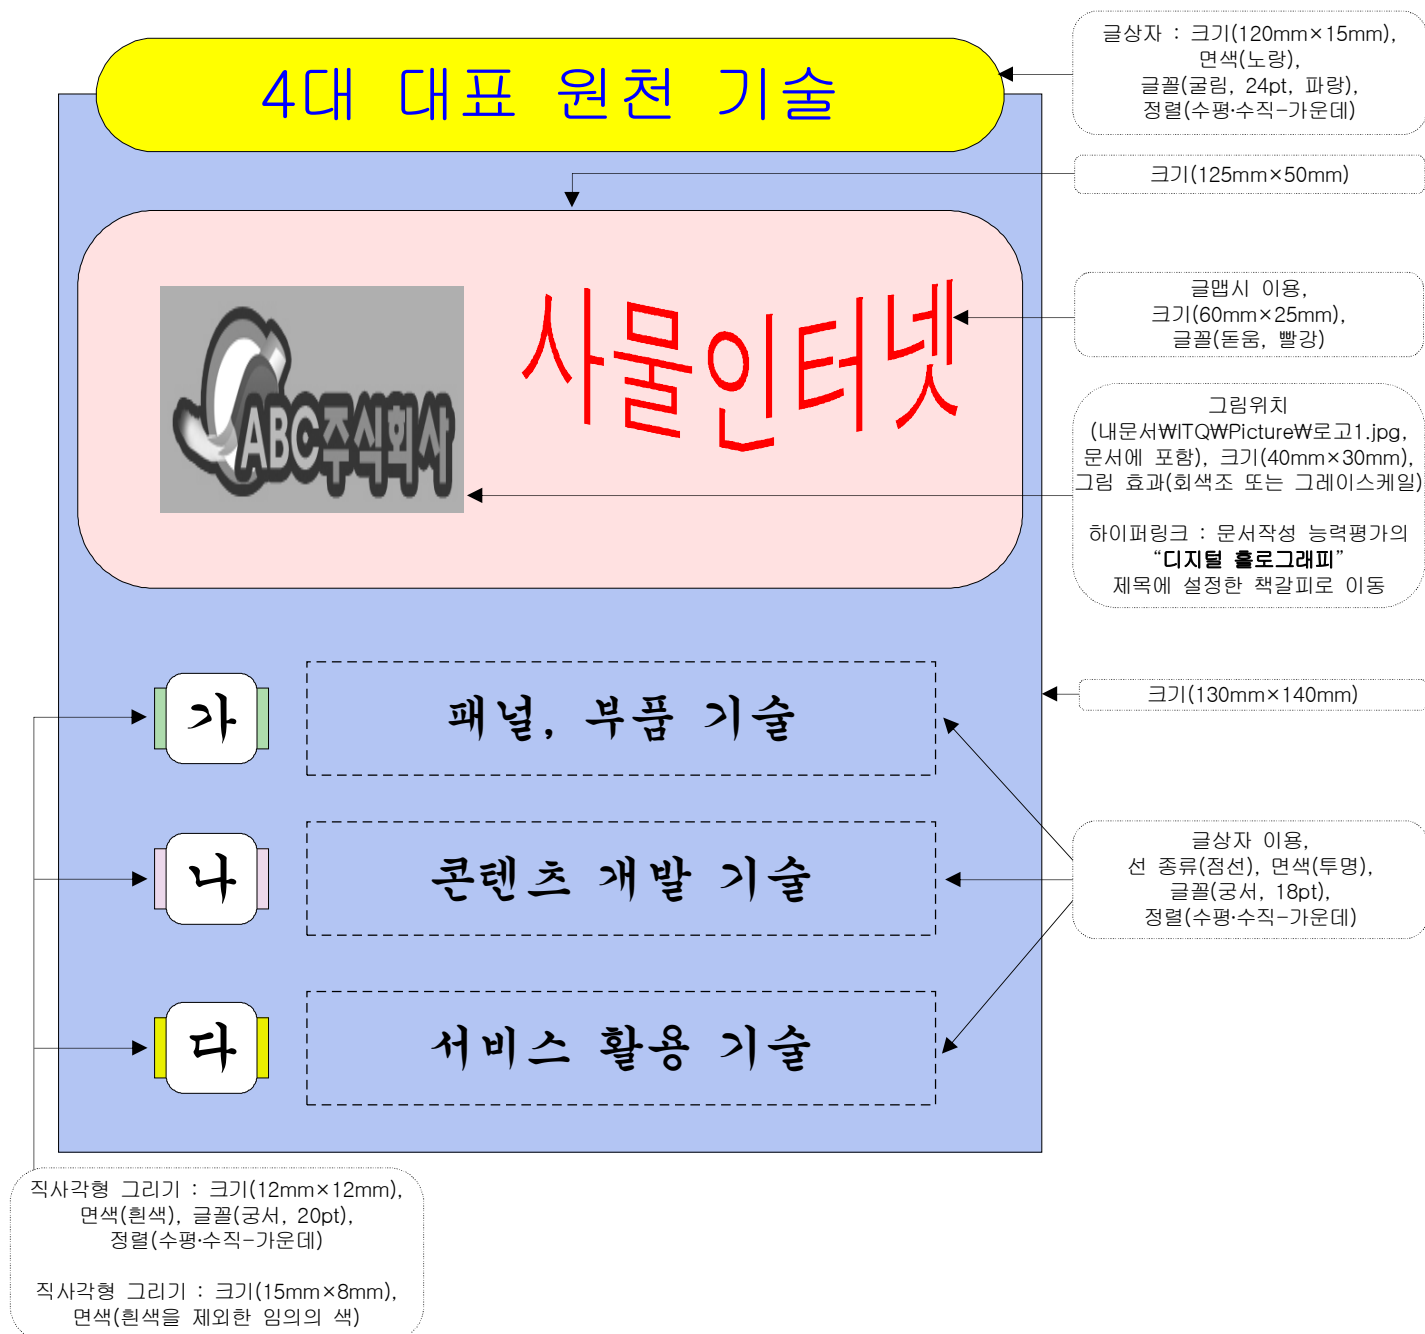 4대 대표 원천 기술
글상자 : 크기(120mm×15mm),
면색(노랑),
글꼴(굴림, 24pt, 파랑),
정렬(수평·수직-가운데)
크기(125mm×50mm)
사물인터넷
글맵시 이용,
크기(60mm×25mm),
글꼴(돋움, 빨강)
ABC주식회사
그림위치
(내문서₩ITQ₩Picture₩로고1.jpg,
문서에 포함), 크기(40mm×30mm),
그림 효과(회색조 또는 그레이스케일)
하이퍼링크 : 문서작성 능력평가의
“디지털 홀로그래피”
제목에 설정한 책갈피로 이동
크기(130mm×140mm)
가 패널, 부품 기술
나 콘텐츠 개발 기술
다 서비스 활용 기술
글상자 이용,
선 종류(점선), 면색(투명),
글꼴(궁서, 18pt),
정렬(수평·수직-가운데)
직사각형 그리기 : 크기(12mm×12mm),
면색(흰색), 글꼴(궁서, 20pt),
정렬(수평·수직-가운데)
직사각형 그리기 : 크기(15mm×8mm),
면색(흰색을 제외한 임의의 색)